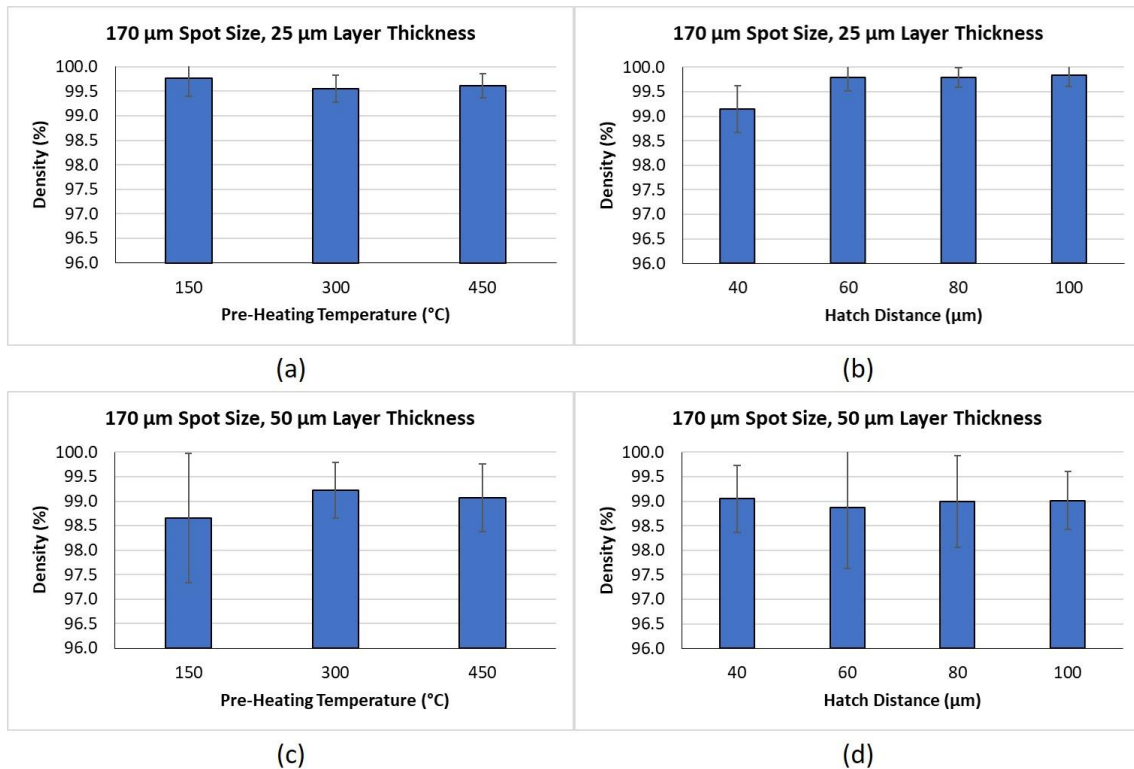 170 µm Spot Size, 25 µm Layer Thickness
Density (%)
100.0
99.5
99.0
98.5
98.0
97.5
97.0
96.5
96.0
150 300 450
Pre-Heating Temperature (°C)
(a)
170 µm Spot Size, 25 µm Layer Thickness
Density (%)
100.0
99.5
99.0
98.5
98.0
97.5
97.0
96.5
96.0
40 60 80 100
Hatch Distance (µm)
(b)
170 µm Spot Size, 50 µm Layer Thickness
Density (%)
100.0
99.5
99.0
98.5
98.0
97.5
97.0
96.5
96.0
150 300 450
Pre-Heating Temperature (°C)
(c)
170 µm Spot Size, 50 µm Layer Thickness
Density (%)
100.0
99.5
99.0
98.5
98.0
97.5
97.0
96.5
96.0
40 60 80 100
Hatch Distance (µm)
(d)